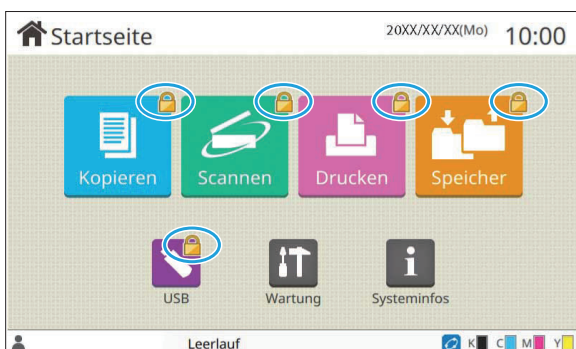 Startseite
20XX/XX/XX(Mo) 10:00
Kopieren Scannen Drucken Speicher
USB Wartung Systeminfos
Leerlauf K C M Y